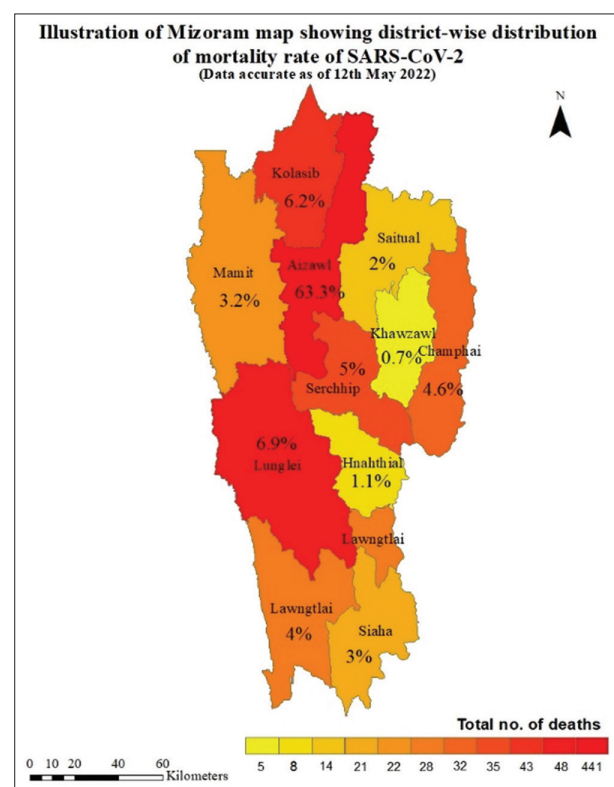 Illustration of Mizoram map showing district-wise distribution
of mortality rate of SARS-CoV-2
(Data accurate as of 12th May 2022)
N
Kolasib
6.2%
Saitual
2%
Aizawl
63.3%
Mamit
3.2%
Khawzawl
0.7%
Champhai
4.6%
5%
Serchhip
6.9%
Lunglei
Hnahthial
1.1%
Lawngtlai
Lawngtlai
4%
Siaha
3%
Total no. of deaths
5 8 14 21 22 28 32 35 43 48 441
0 5 10 20 40 60
Kilometers